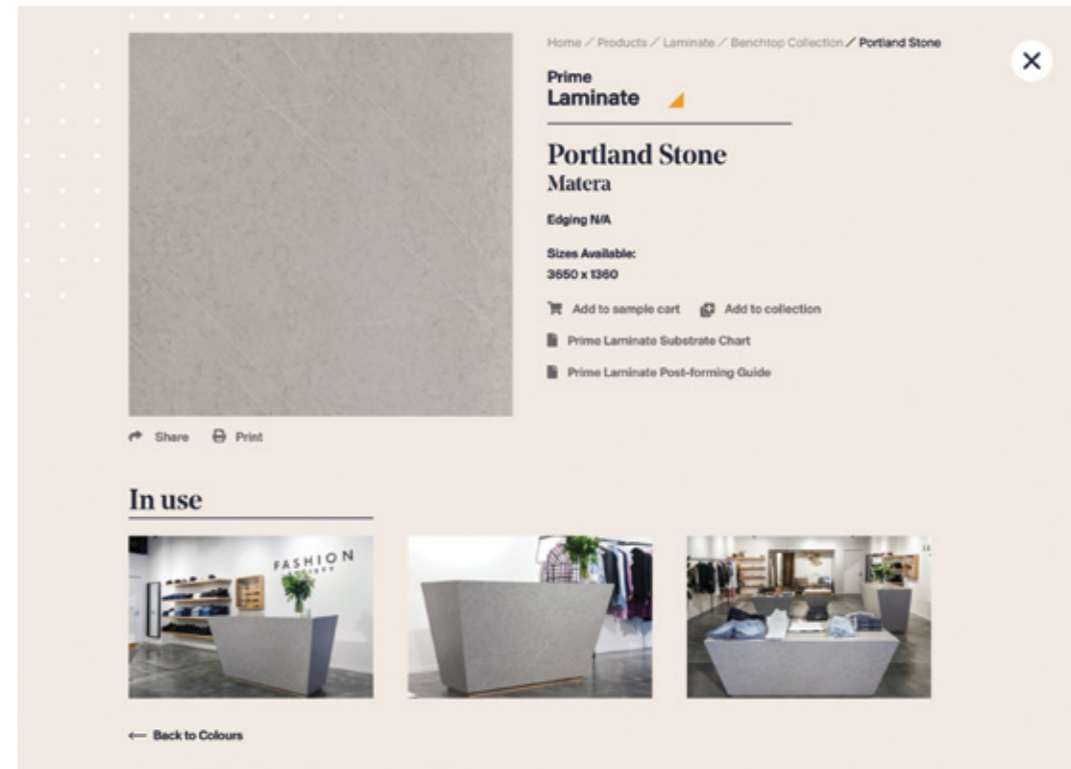 Home / Products / Laminate / Benchtop Collection / Portland Stone
Prime
Laminate
Portland Stone
Matera
Edging N/A
Sizes Available:
3650 x 1360
Add to sample cart Add to collection
Prime Laminate Substrate Chart
Prime Laminate Post-forming Guide
Share Print
In use
FASHION
← Back to Colours